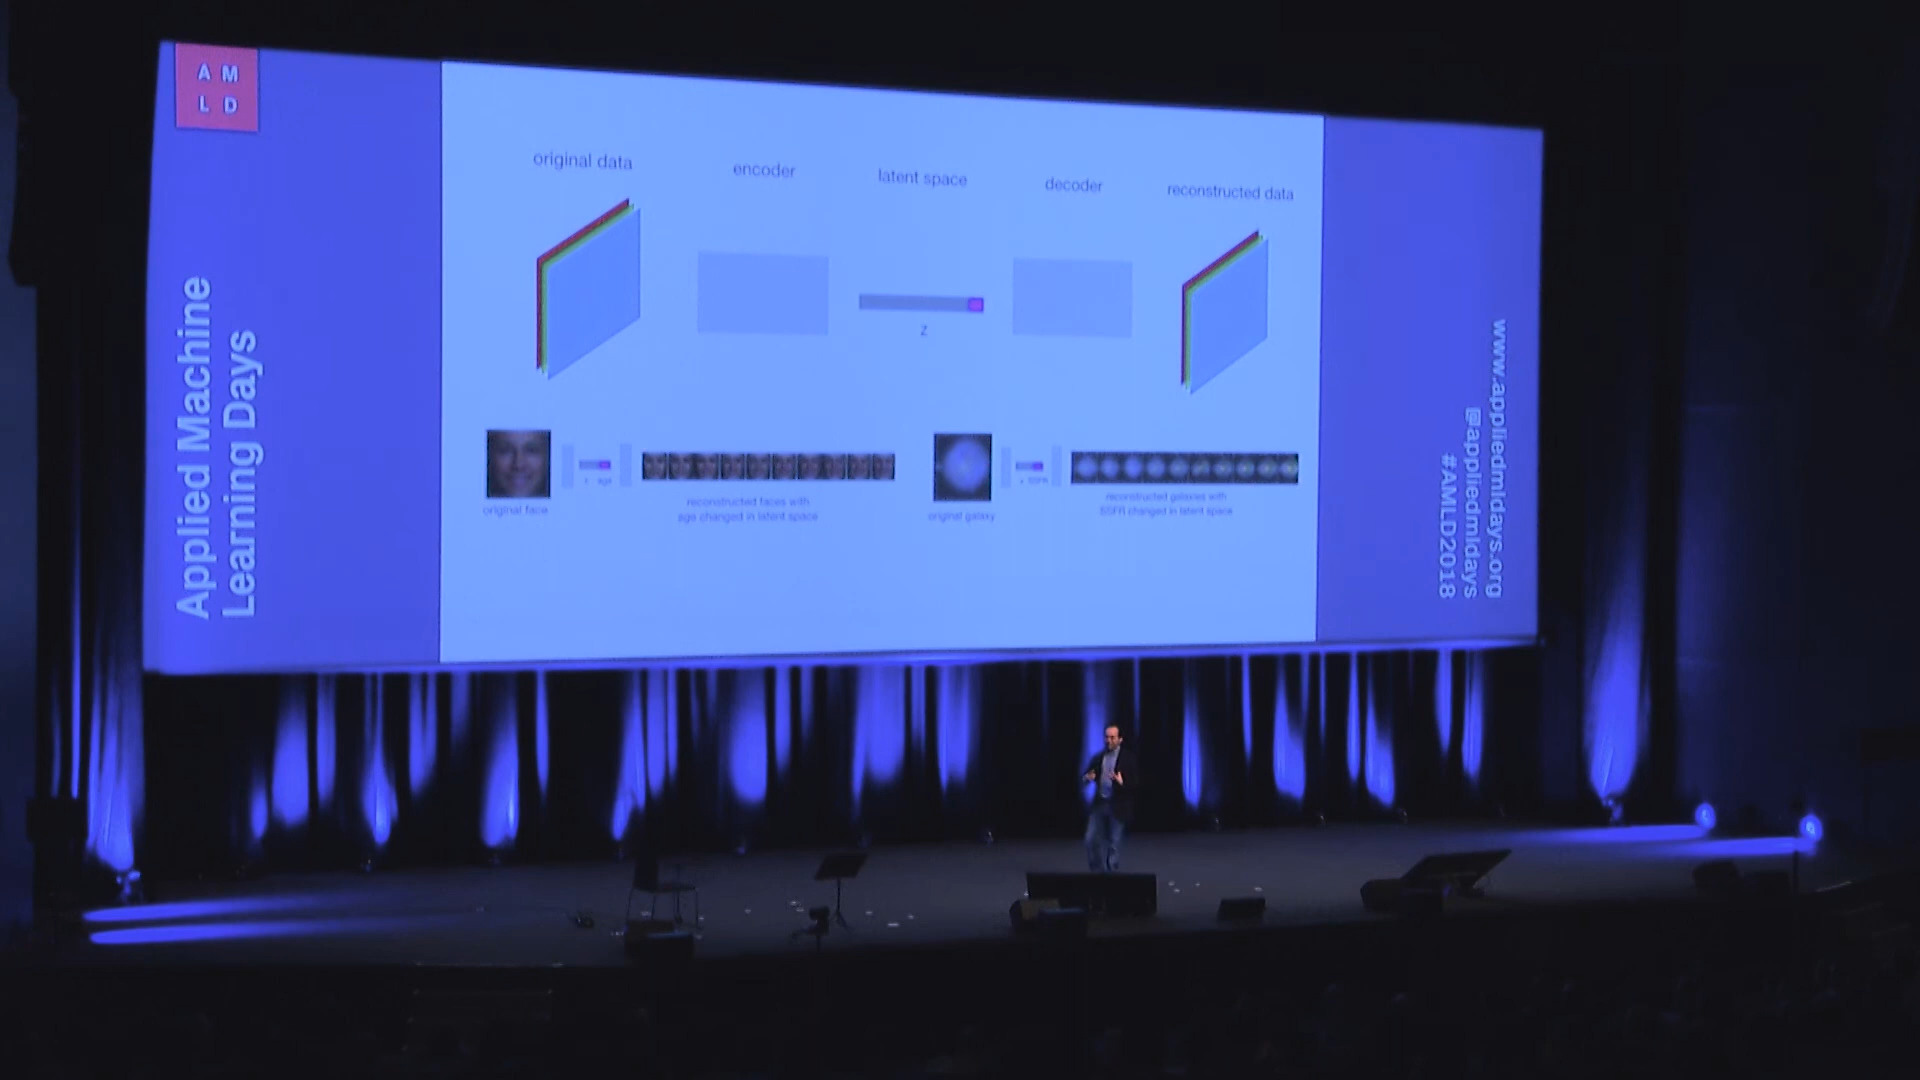 A M
L D
Applied Machine
Learning Days
original data
encoder
latent space
decoder
reconstructed data
z
original face
age
reconstructed faces with
age changed in latent space
original galaxy
reconstructed galaxies with
SSFR changed in latent space
www.appliedmldays.org
@appliedmldays
#AMLD2018